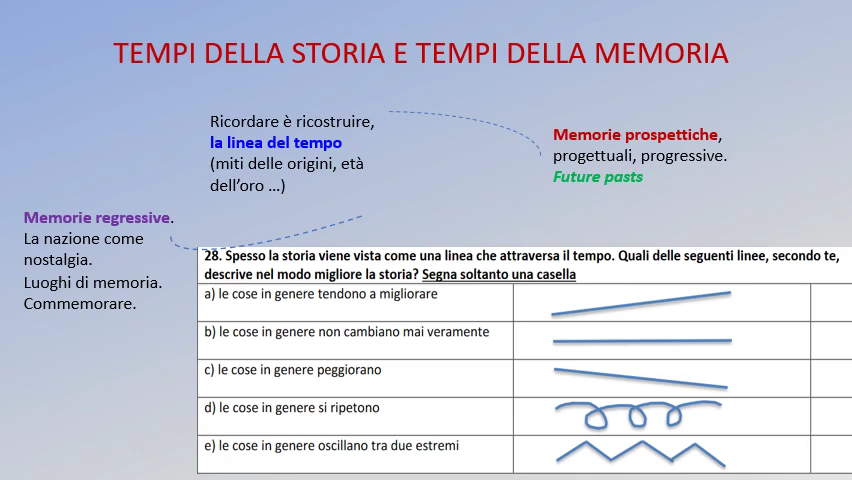 TEMPI DELLA STORIA E TEMPI DELLA MEMORIA
Ricordare è ricostruire,
la linea del tempo
(miti delle origini, età
dell'oro …)
Memorie prospettiche,
progettuali, progressive.
Future pasts
Memorie regressive.
La nazione come
nostalgia.
Luoghi di memoria.
Commemorare.
28. Spesso la storia viene vista come una linea che attraversa il tempo. Quali delle seguenti linee, secondo te,
descrive nel modo migliore la storia? Segna soltanto una casella
a) le cose in genere tendono a migliorare
b) le cose in genere non cambiano mai veramente
c) le cose in genere peggiorano
d) le cose in genere si ripetono
e) le cose in genere oscillano tra due estremi